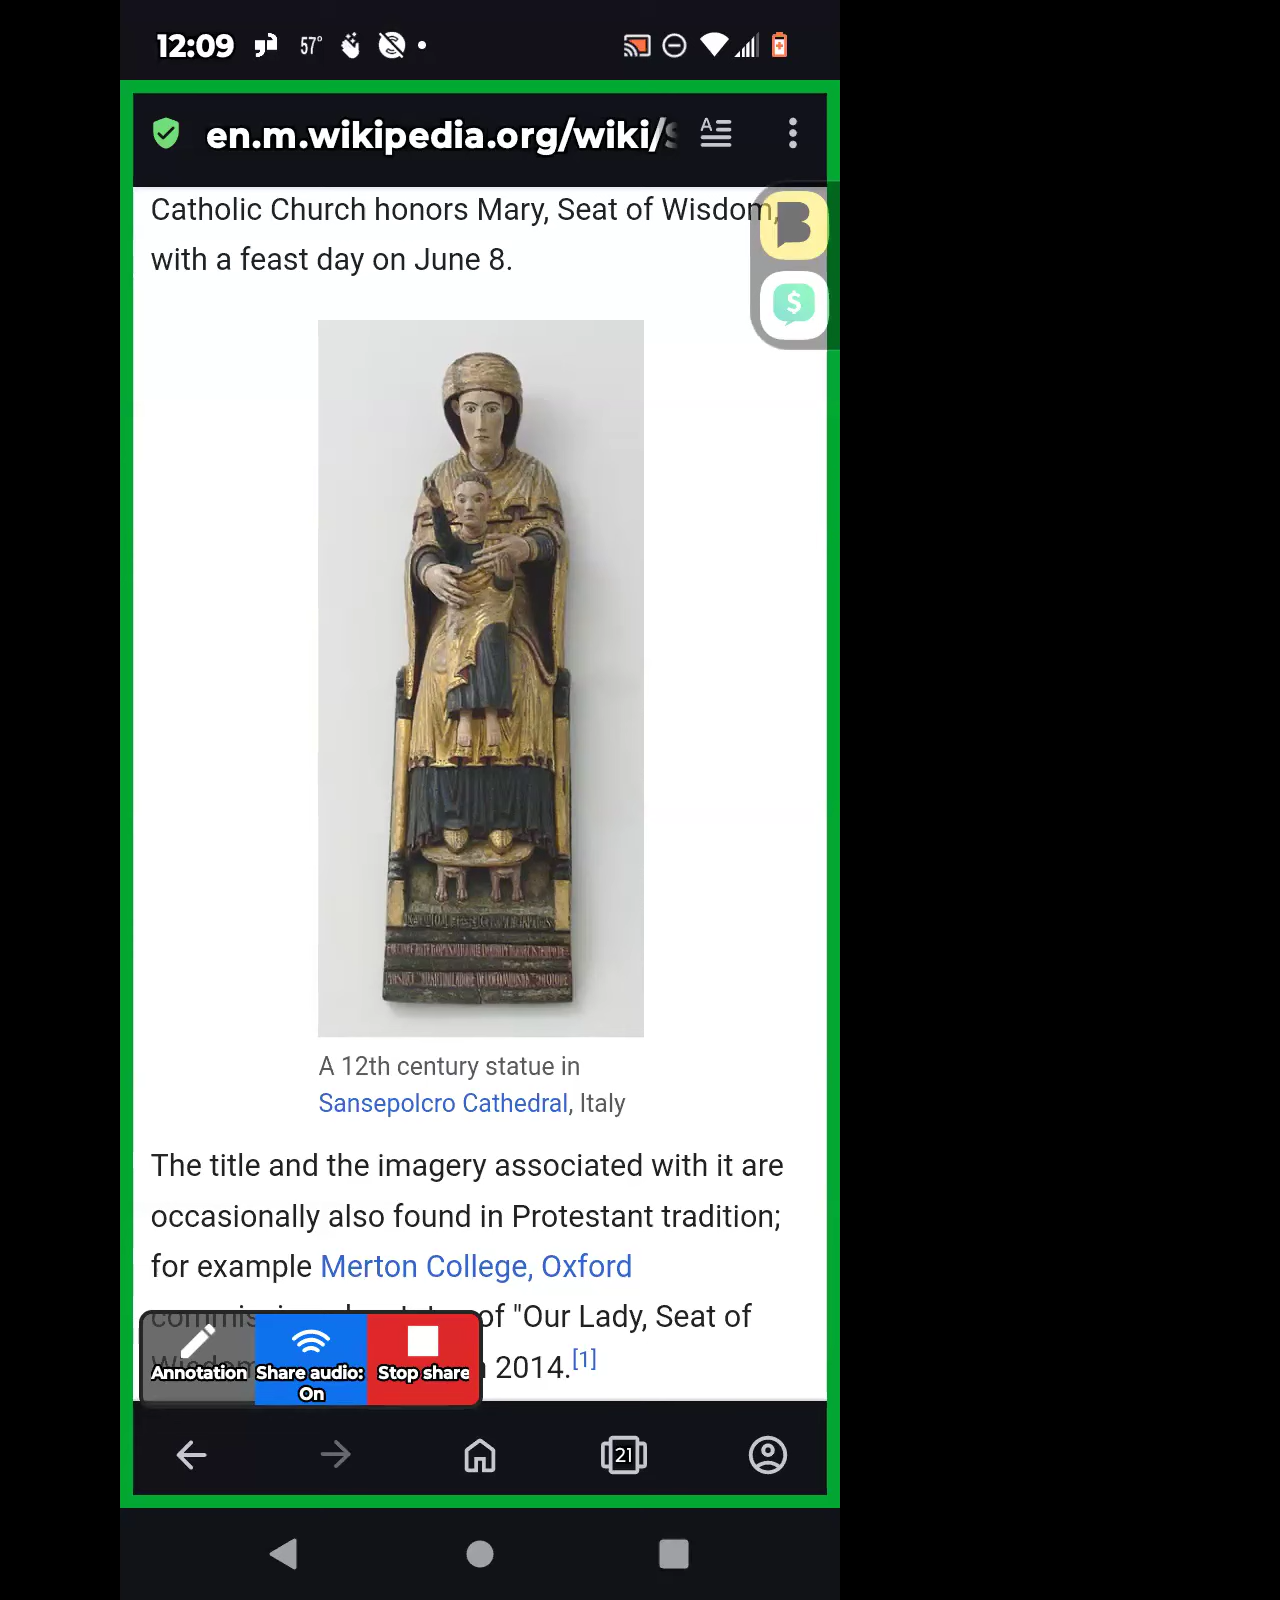 12:09
57°
en.m.wikipedia.org/wiki/
Catholic Church honors Mary, Seat of Wisdom,
with a feast day on June 8.
B
$
A 12th century statue in
Sansepolcro Cathedral, Italy
The title and the imagery associated with it are
occasionally also found in Protestant tradition;
for example Merton College, Oxford
of "Our Lady, Seat of
2014.[1]
Annotation
Share audio:
On
Stop share
21